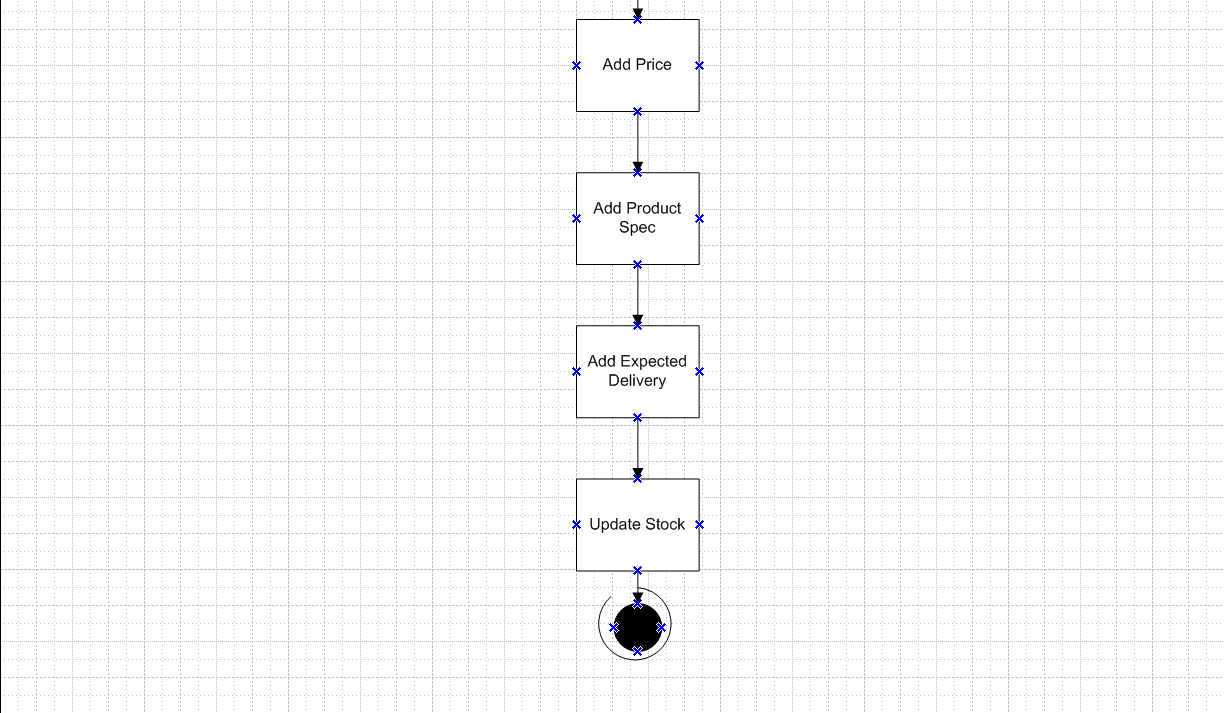 Add Price
Add Product
Spec
Add Expected
Delivery
Update Stock